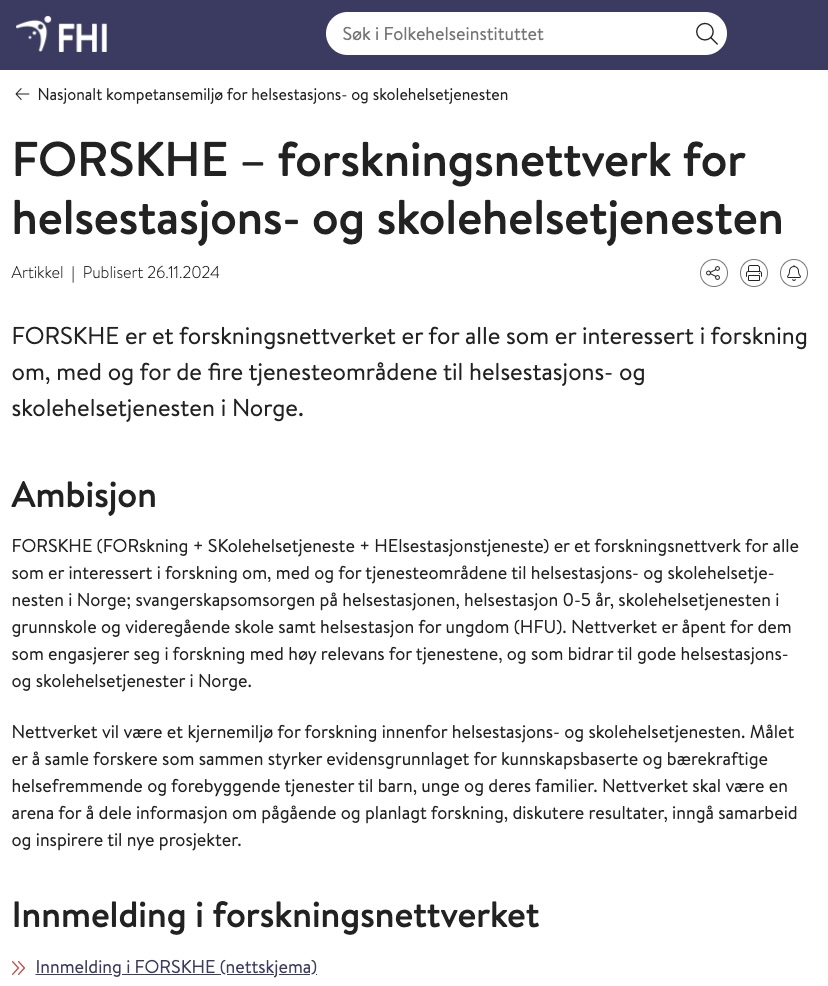 FHI
Søk i Folkehelseinstituttet
Nasjonalt kompetansemiljø for helsestasjons- og skolehelsetjenesten
FORSKHE – forskningsnettverk for
helsestasjons- og skolehelsetjenesten
Artikkel | Publisert 26.11.2024
FORSKHE er et forskningsnettverket er for alle som er interessert i forskning
om, med og for de fire tjenesteområdene til helsestasjons- og
skolehelsetjenesten i Norge.
Ambisjon
FORSKHE (FORskning + SKolehelsetjeneste + HElsestasjonstjeneste) er et forskningsnettverk for alle
som er interessert i forskning om, med og for tjenesteområdene til helsestasjons- og skolehelsetje-
nesten i Norge; svangerskapsomsorgen på helsestasjonen, helsestasjon 0-5 år, skolehelsetjenesten i
grunnskole og videregående skole samt helsestasjon for ungdom (HFU). Nettverket er åpent for dem
som engasjerer seg i forskning med høy relevans for tjenestene, og som bidrar til gode helsestasjons-
og skolehelsetjenester i Norge.
Nettverket vil være et kjernemiljø for forskning innenfor helsestasjons- og skolehelsetjenesten. Målet
er å samle forskere som sammen styrker evidensgrunnlaget for kunnskapsbaserte og bærekraftige
helsefremmende og forebyggende tjenester til barn, unge og deres familier. Nettverket skal være en
arena for å dele informasjon om pågående og planlagt forskning, diskutere resultater, inngå samarbeid
og inspirere til nye prosjekter.
Innmelding i forskningsnettverket
Innmelding i FORSKHE (nettskjema)